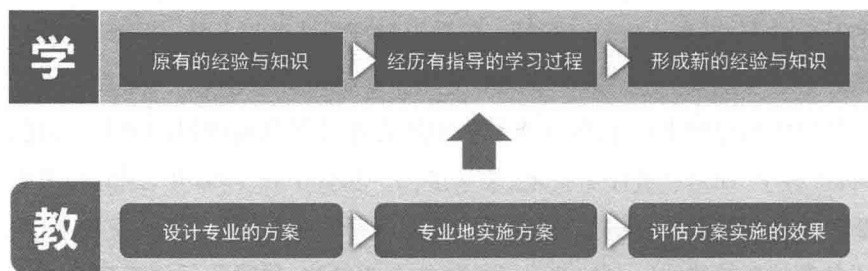 学
原有的经验与知识 经历有指导的学习过程 形成新的经验与知识
教
设计专业的方案 专业地实施方案 评估方案实施的效果